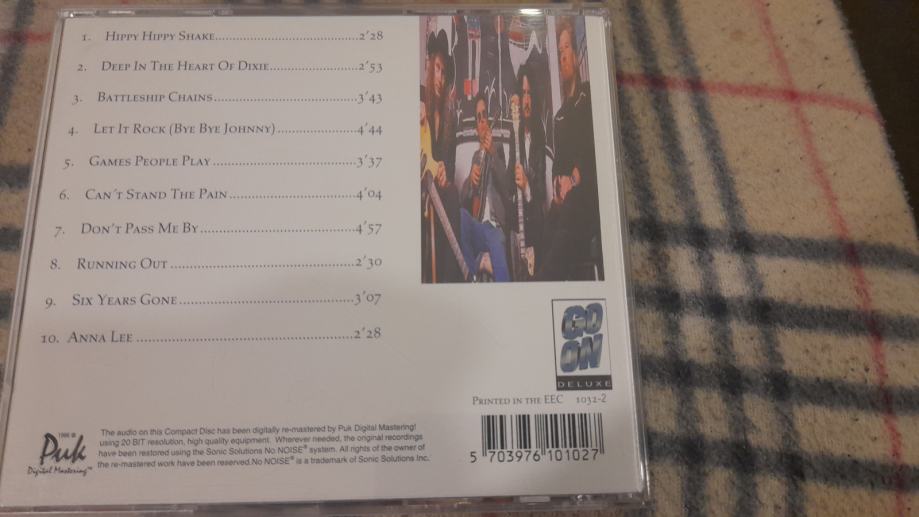 1. Hippy Hippy Shake........................2'28
2. Deep In The Heart Of Dixie........................2'53
3. Battleship Chains........................3'43
4. Let It Rock (Bye Bye Johnny)........................4'44
5. Games People Play........................3'37
6. Can't Stand The Pain........................4'04
7. Don't Pass Me By........................4'57
8. Running Out........................2'30
9. Six Years Gone........................3'07
10. Anna Lee........................2'28
GO
ON
DELUXE
Printed in the EEC 1032-2
5 703976 101027
1996 ®
Puk
Digital Mastering™
The audio on this Compact Disc has been digitally re-mastered by Puk Digital Mastering!
using 20 BIT resolution, high quality equipment. Wherever needed, the original recordings
have been restored using the Sonic Solutions No NOISE® system. All rights of the owner of
the re-mastered work have been reserved.No NOISE® is a trademark of Sonic Solutions Inc.